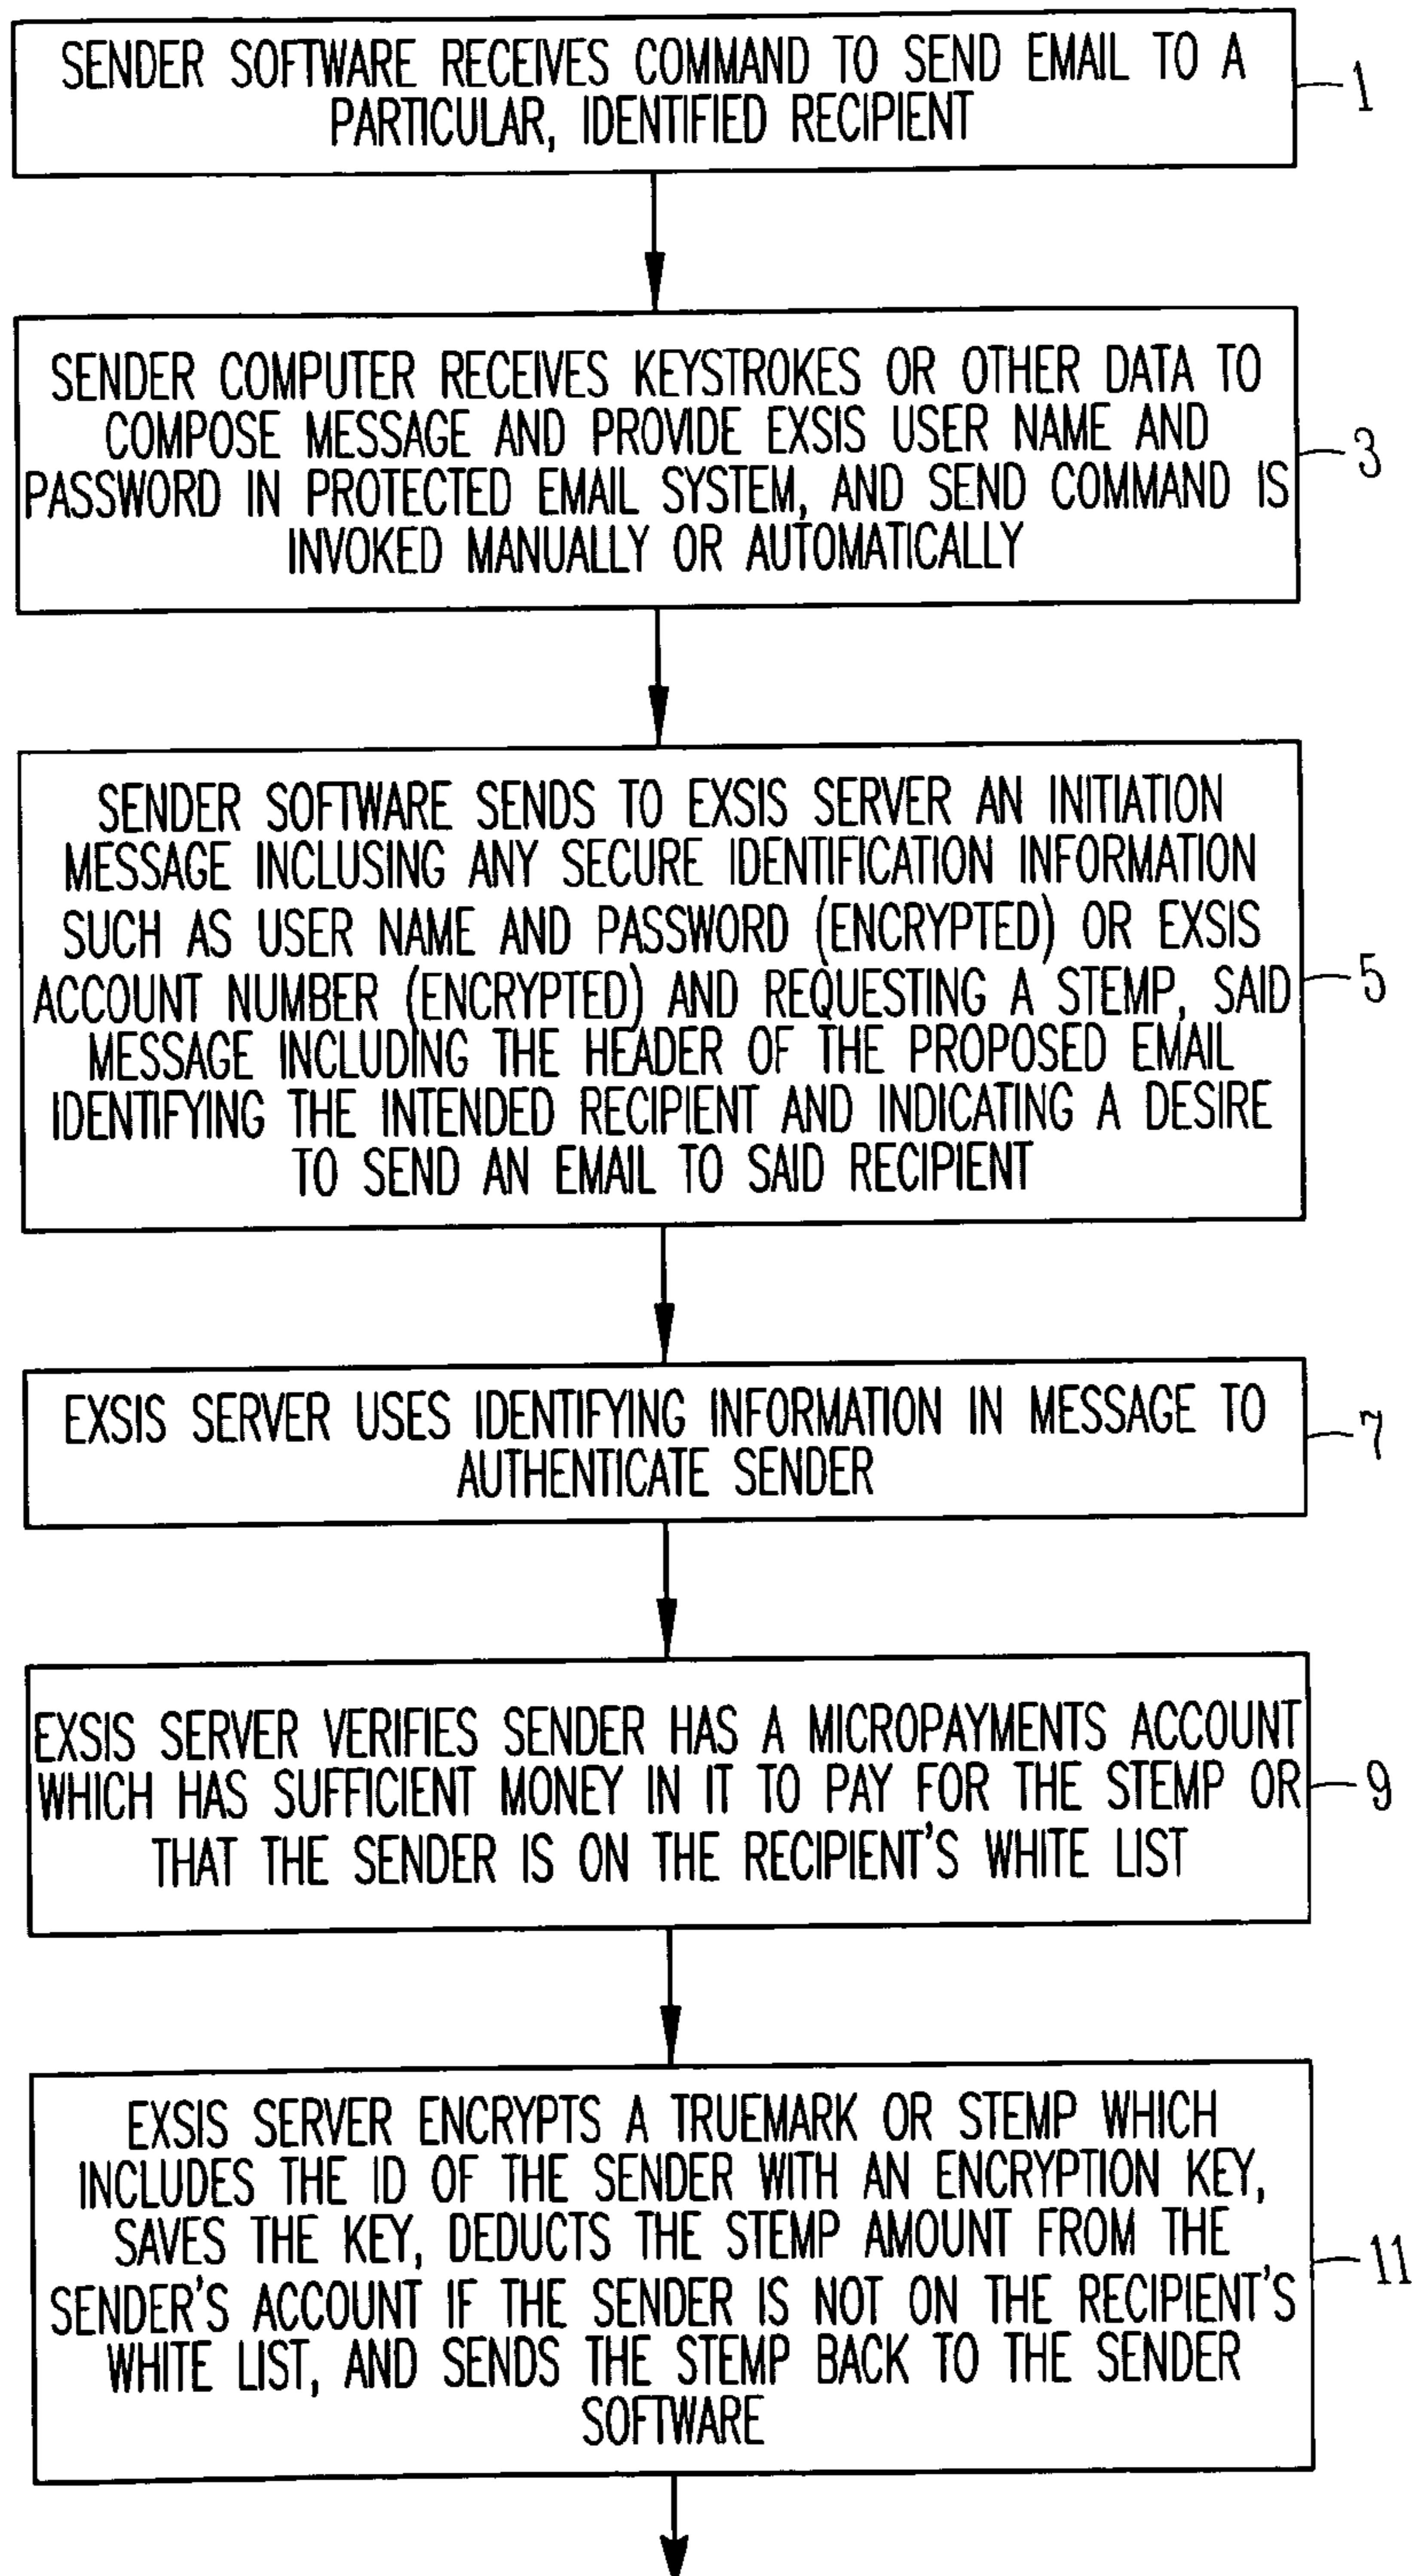 SENDER SOFTWARE RECEIVES COMMAND TO SEND EMAIL TO A
PARTICULAR, IDENTIFIED RECIPIENT
1
SENDER COMPUTER RECEIVES KEYSTROKES OR OTHER DATA TO
COMPOSE MESSAGE AND PROVIDE EXSIS USER NAME AND
PASSWORD IN PROTECTED EMAIL SYSTEM, AND SEND COMMAND IS
INVOKED MANUALLY OR AUTOMATICALLY
3
SENDER SOFTWARE SENDS TO EXSIS SERVER AN INITIATION
MESSAGE INCLUSING ANY SECURE IDENTIFICATION INFORMATION
SUCH AS USER NAME AND PASSWORD (ENCRYPTED) OR EXSIS
ACCOUNT NUMBER (ENCRYPTED) AND REQUESTING A STEMP, SAID
MESSAGE INCLUDING THE HEADER OF THE PROPOSED EMAIL
IDENTIFYING THE INTENDED RECIPIENT AND INDICATING A DESIRE
TO SEND AN EMAIL TO SAID RECIPIENT
5
EXSIS SERVER USES IDENTIFYING INFORMATION IN MESSAGE TO
AUTHENTICATE SENDER
7
EXSIS SERVER VERIFIES SENDER HAS A MICROPAYMENTS ACCOUNT
WHICH HAS SUFFICIENT MONEY IN IT TO PAY FOR THE STEMP OR
THAT THE SENDER IS ON THE RECIPIENT'S WHITE LIST
9
EXSIS SERVER ENCRYPTS A TRUEMARK OR STEMP WHICH
INCLUDES THE ID OF THE SENDER WITH AN ENCRYPTION KEY,
SAVES THE KEY, DEDUCTS THE STEMP AMOUNT FROM THE
SENDER'S ACCOUNT IF THE SENDER IS NOT ON THE RECIPIENT'S
WHITE LIST, AND SENDS THE STEMP BACK TO THE SENDER
SOFTWARE
11